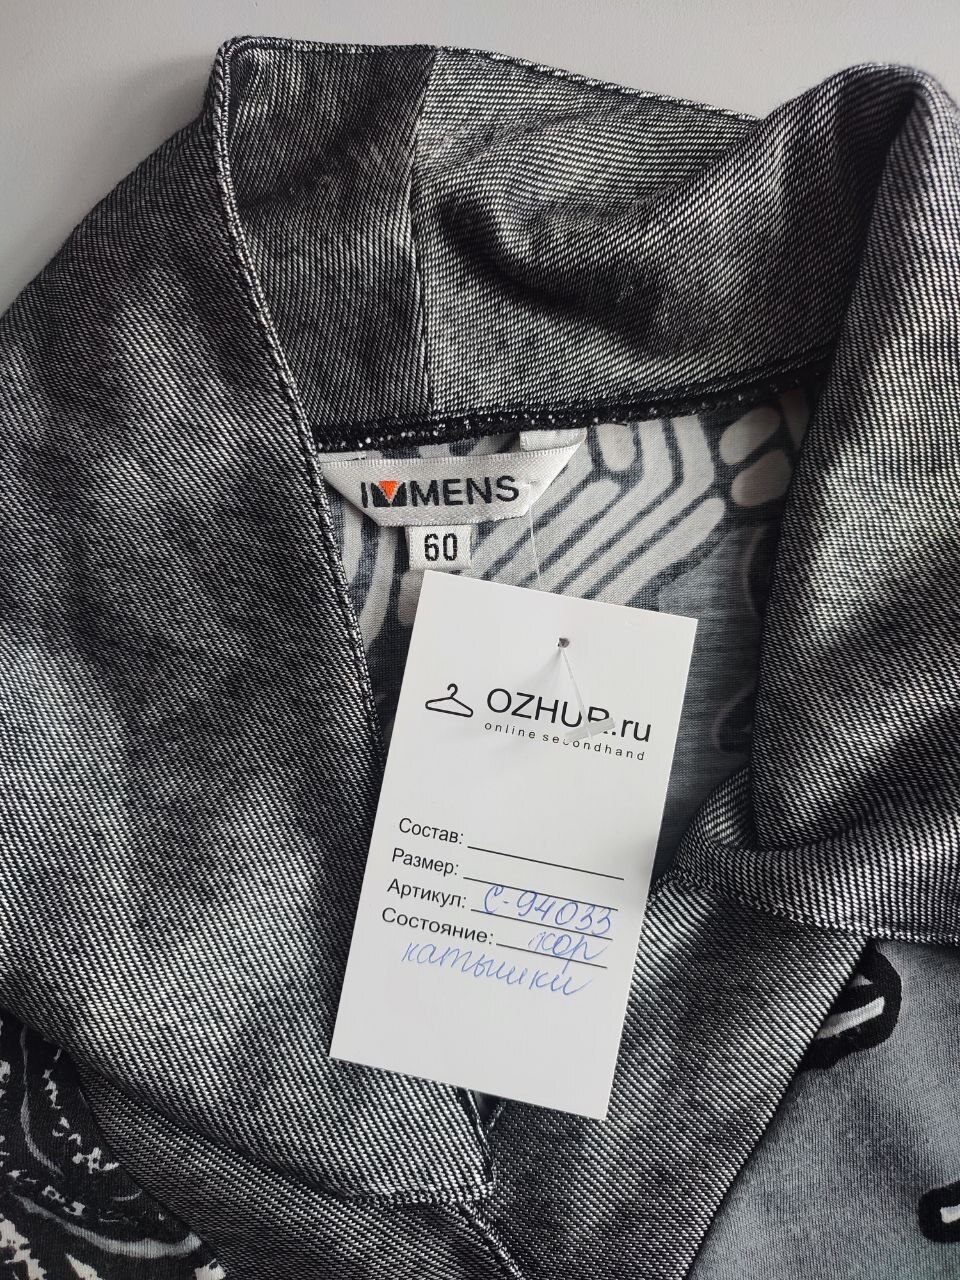 IMMENS
60
OZHUR.ru
online secondhand
Состав:
Размер:
Артикул: С-94033
Состояние: хор
катышки